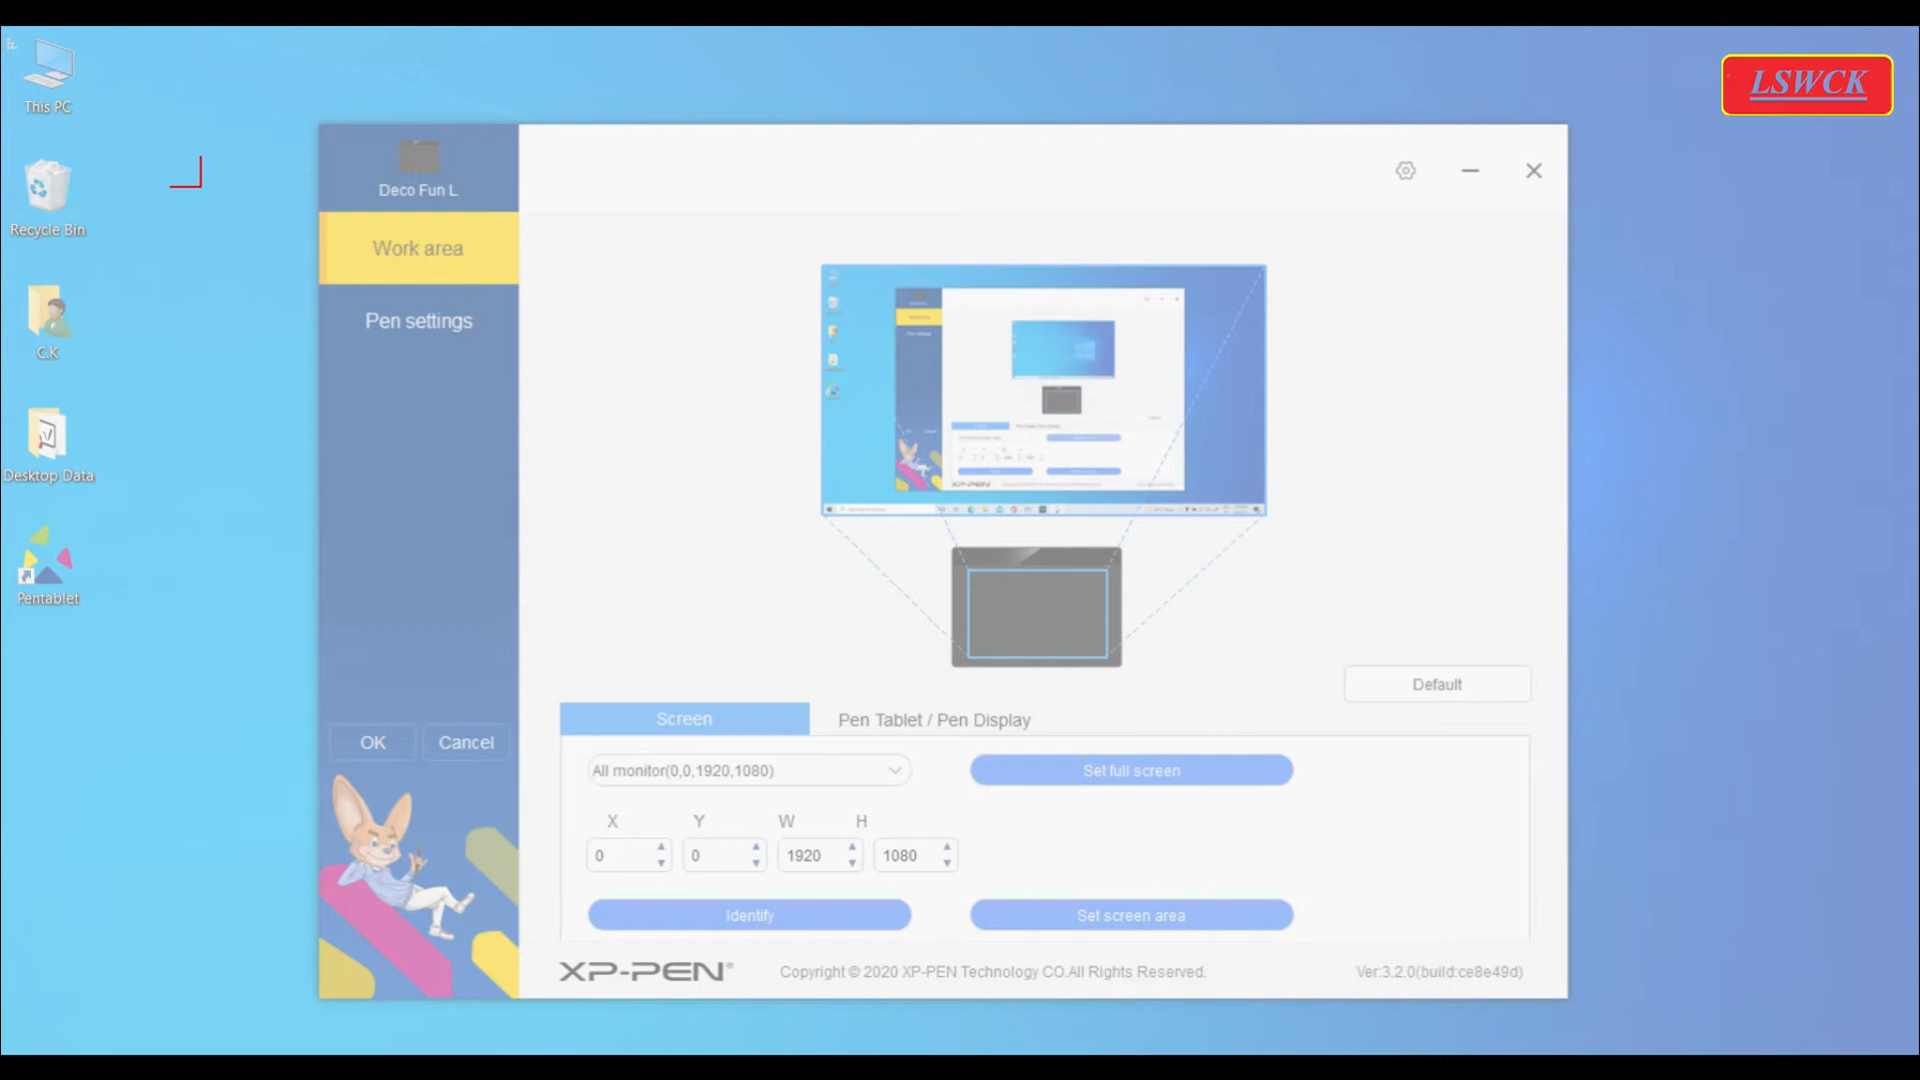 This PC
Recycle Bin
C.K
Desktop Data
Pentablet
LSWCK
Deco Fun L
Work area
Pen settings
OK
Cancel
Default
Screen
Pen Tablet / Pen Display
All monitor(0,0,1920,1080)
Set full screen
X
Y
W
H
0
0
1920
1080
Identify
Set screen area
XP-PEN®
Copyright © 2020 XP-PEN Technology CO.All Rights Reserved.
Ver:3.2.0(build:ce8e49d)